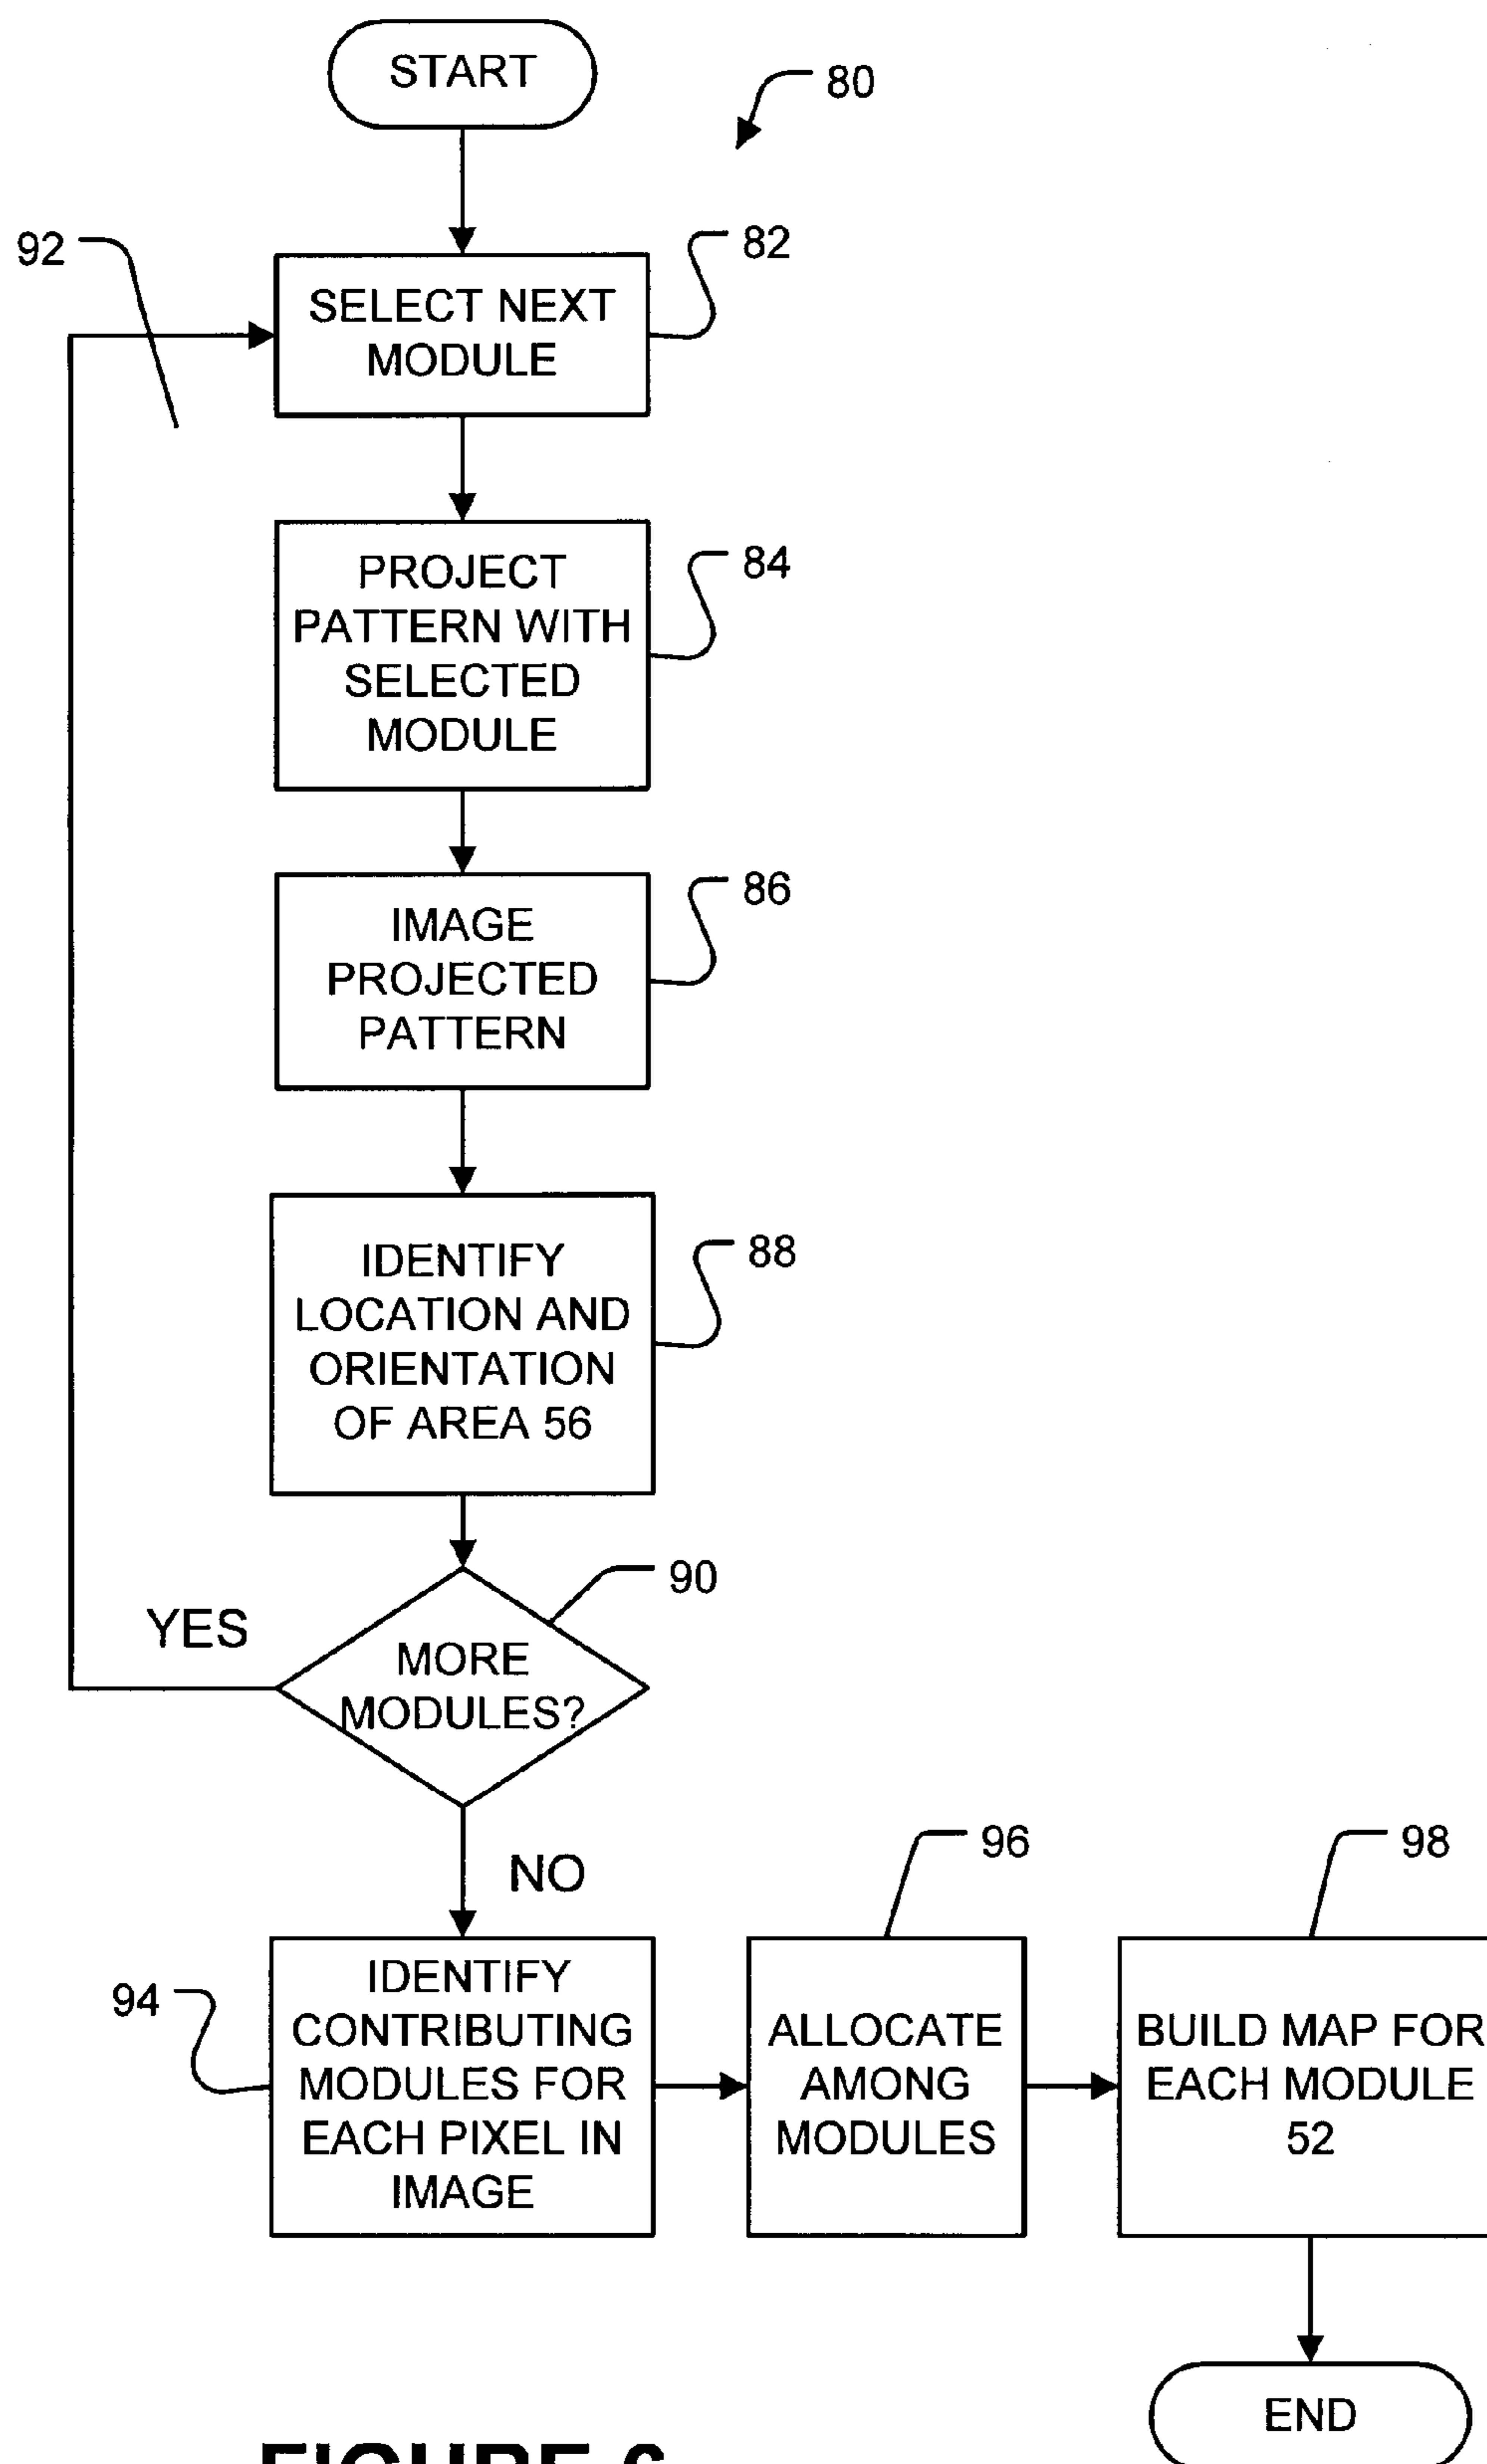 START
80
92
82
SELECT NEXT
MODULE
84
PROJECT
PATTERN WITH
SELECTED
MODULE
86
IMAGE
PROJECTED
PATTERN
88
IDENTIFY
LOCATION AND
ORIENTATION
OF AREA 56
90
YES
MORE
MODULES?
NO
96
98
94
IDENTIFY
CONTRIBUTING
MODULES FOR
EACH PIXEL IN
IMAGE
ALLOCATE
AMONG
MODULES
BUILD MAP FOR
EACH MODULE
52
END
FIGURE 6